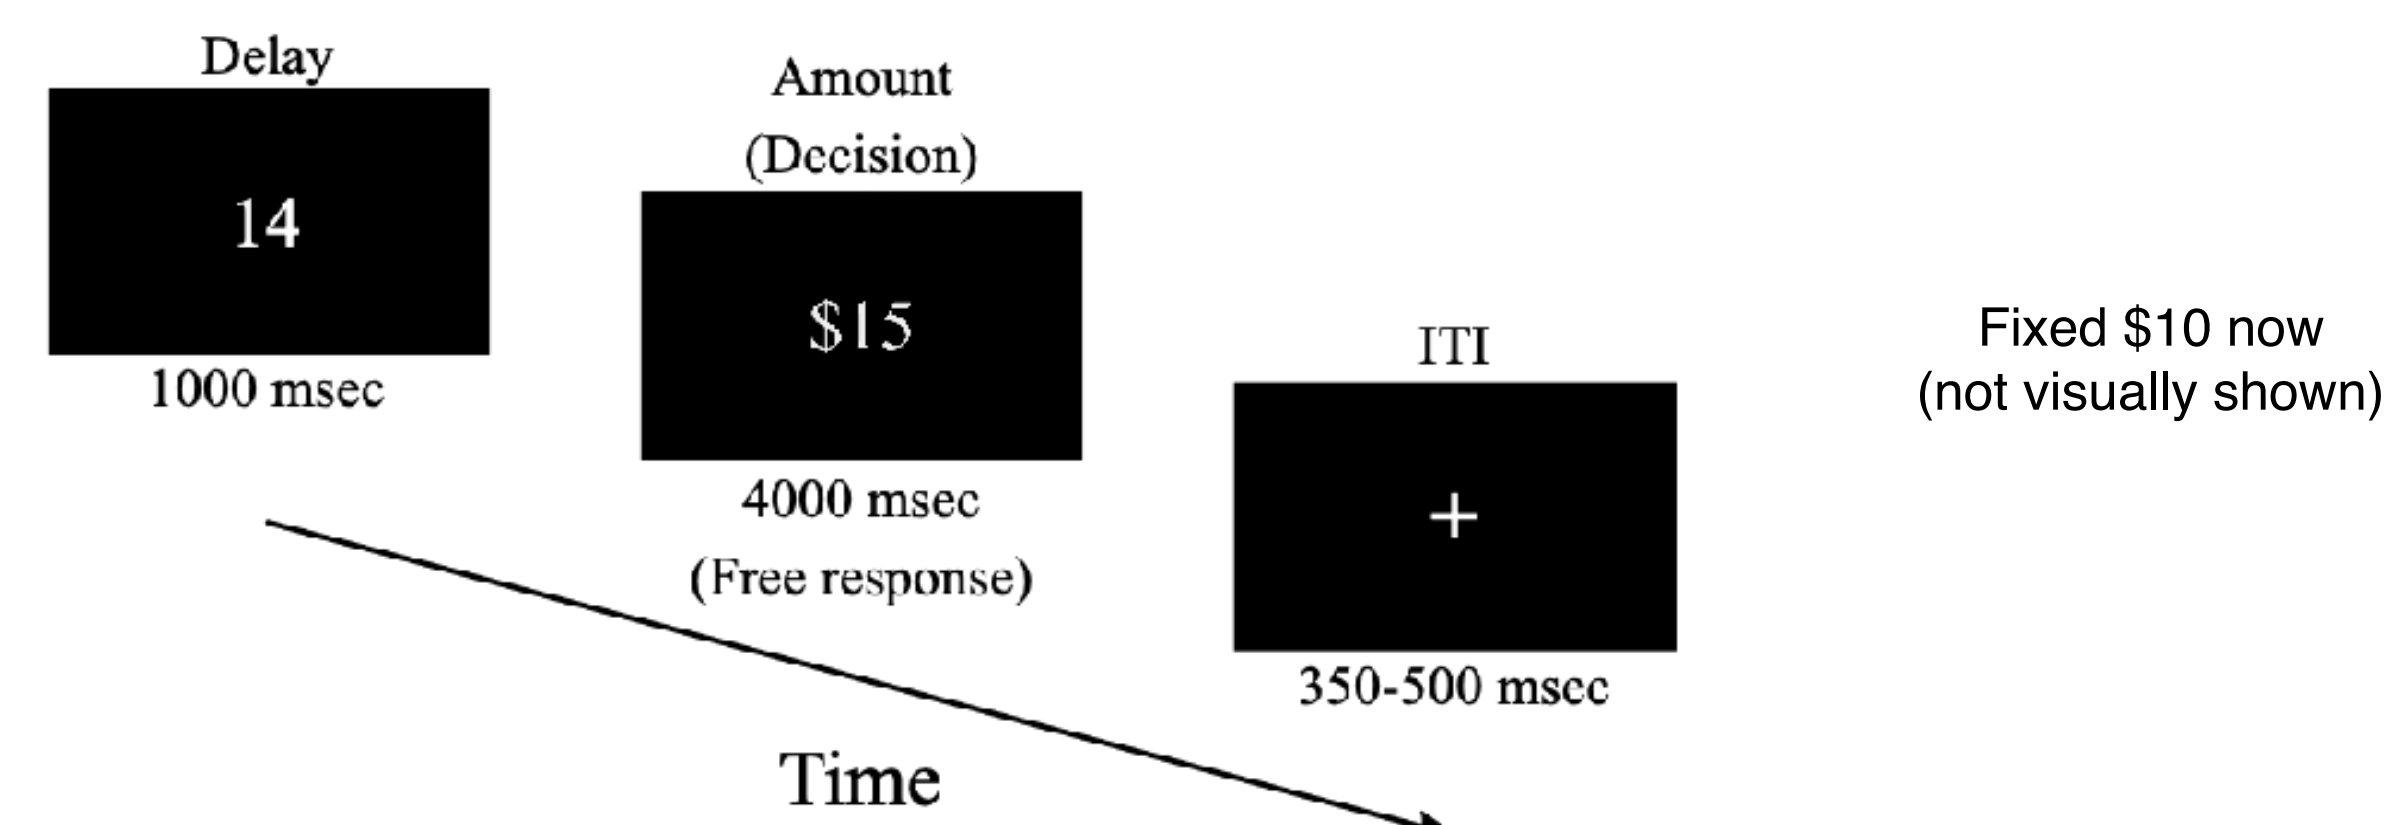 Delay
14
1000 msec
Amount
(Decision)
$15
4000 msec
(Free response)
ITI
+
350-500 msec
Fixed $10 now
(not visually shown)
Time